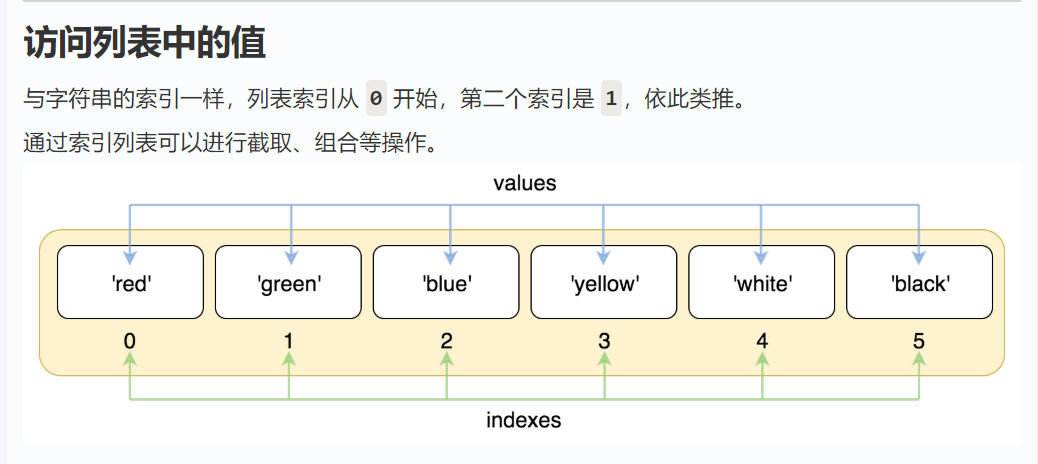 访问列表中的值
与字符串的索引一样，列表索引从 0 开始，第二个索引是 1，依此类推。
通过索引列表可以进行截取、组合等操作。
values
'red' 'green' 'blue' 'yellow' 'white' 'black'
0 1 2 3 4 5
indexes